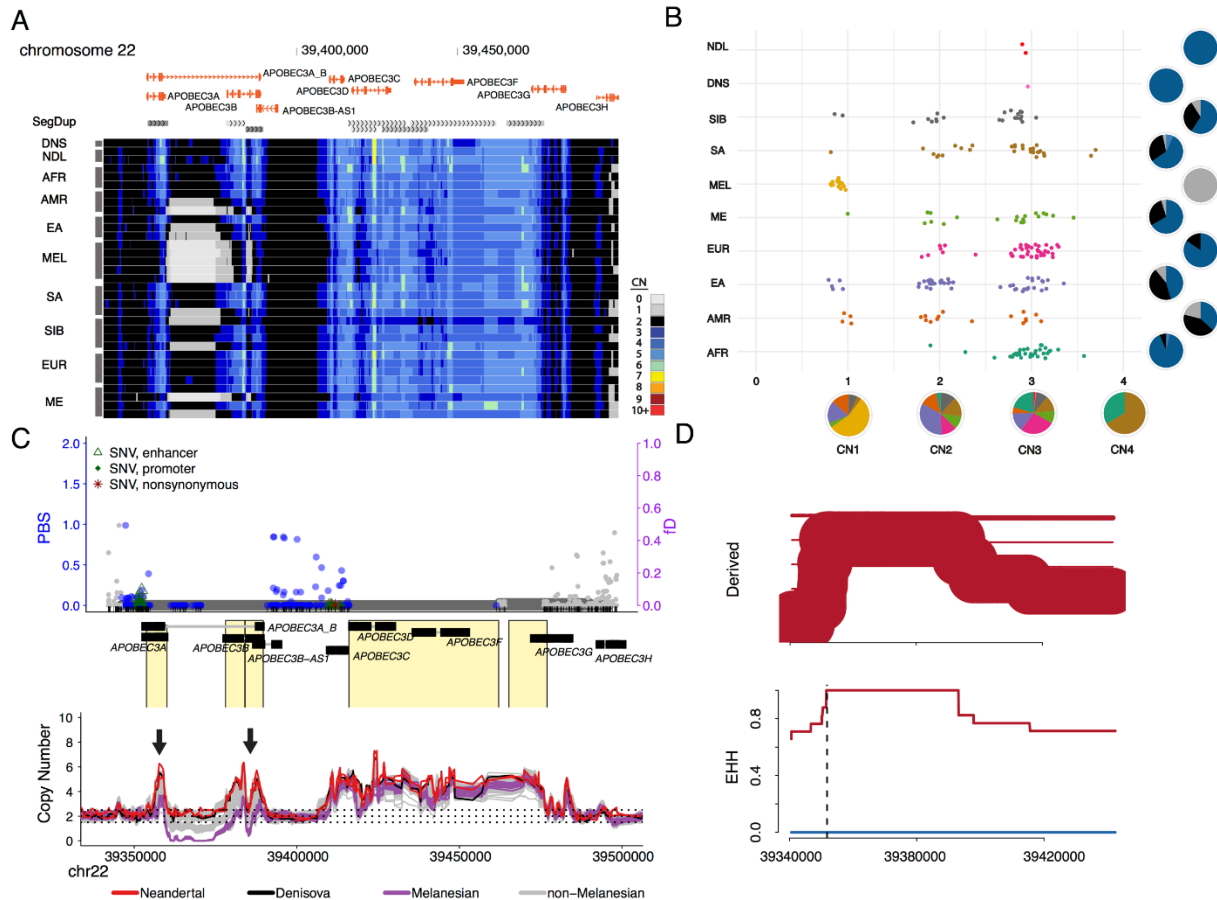 A
chromosome 22
39,400,000
39,450,000
APOBEC3A_B
APOBEC3C
APOBEC3F
APOBEC3A
APOBEC3D
APOBEC3G
APOBEC3B
APOBEC3B-AS1
APOBEC3H
SegDup
DNS
NDL
AFR
AMR
EA
MEL
SA
SIB
EUR
ME
CN
0
1
2
3
4
5
6
7
8
9
10+
B
NDL
DNS
SIB
SA
MEL
ME
EUR
EA
AMR
AFR
0 1 2 3 4
CN1 CN2 CN3 CN4
C
SNV, enhancer
SNV, promoter
SNV, nonsynonymous
PBS
2.0
1.5
1.0
0.5
0.0
fD
1.0
0.8
0.6
0.4
0.2
0.0
APOBEC3A_B
APOBEC3D
APOBEC3A
APOBEC3B
APOBEC3F
APOBEC3B-AS1
APOBEC3C
APOBEC3G
APOBEC3H
Copy Number
10
8
6
4
2
0
39350000 39400000 39450000 39500000
chr22
Neandertal Denisova Melanesian non-Melanesian
D
Derived
EHH
0.8
0.4
0.0
39340000 39380000 39420000